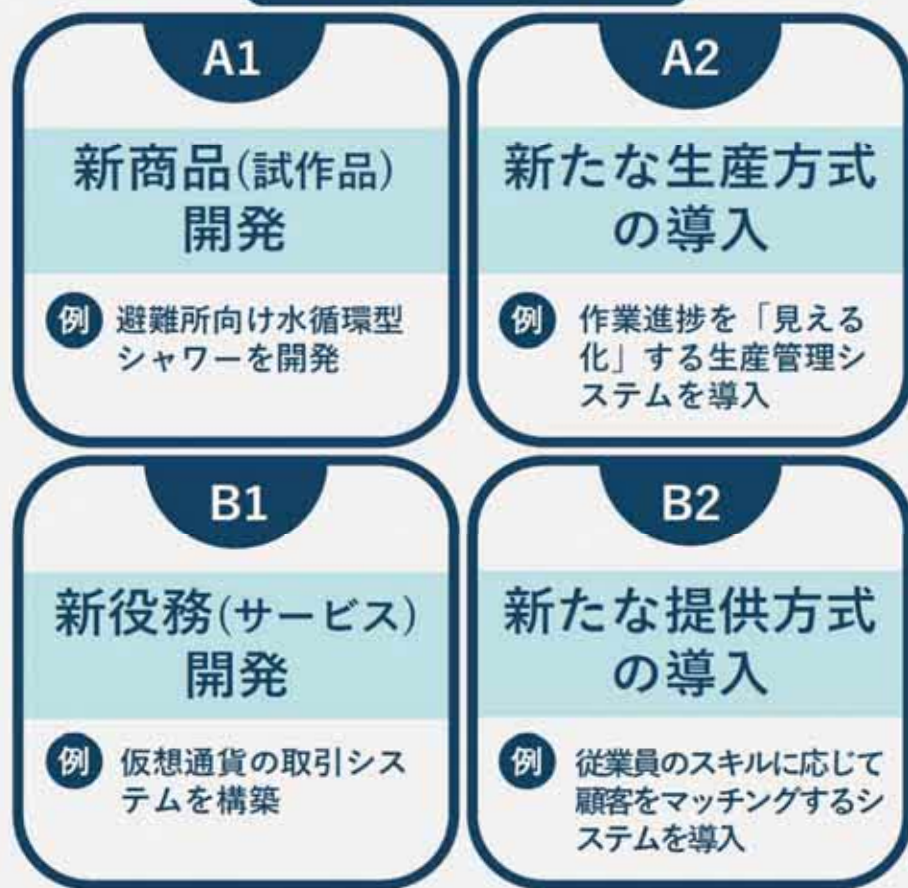 A1
新商品(試作品)
開発
例 避難所向け水循環型
シャワーを開発
A2
新たな生産方式
の導入
例 作業進捗を「見える
化」する生産管理シ
ステムを導入
B1
新役務(サービス)
開発
例 仮想通貨の取引シス
テムを構築
B2
新たな提供方式
の導入
例 従業員のスキルに応じて
顧客をマッチングするシ
ステムを導入